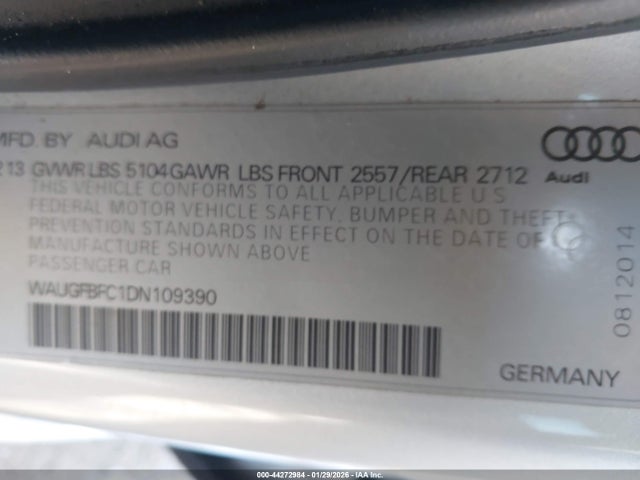 MFD. BY AUDI AG
213 GVWR LBS 5104 GAWR LBS FRONT 2557/REAR 2712
THIS VEHICLE CONFORMS TO ALL APPLICABLE U S
FEDERAL MOTOR VEHICLE SAFETY, BUMPER AND THEFT
PREVENTION STANDARDS IN EFFECT ON THE DATE OF
MANUFACTURE SHOWN ABOVE
PASSENGER CAR
WAUGFBFC1DN109390
Audi
0812014
GERMANY
000-44272984 | 01/29/2026 - IAA Inc.